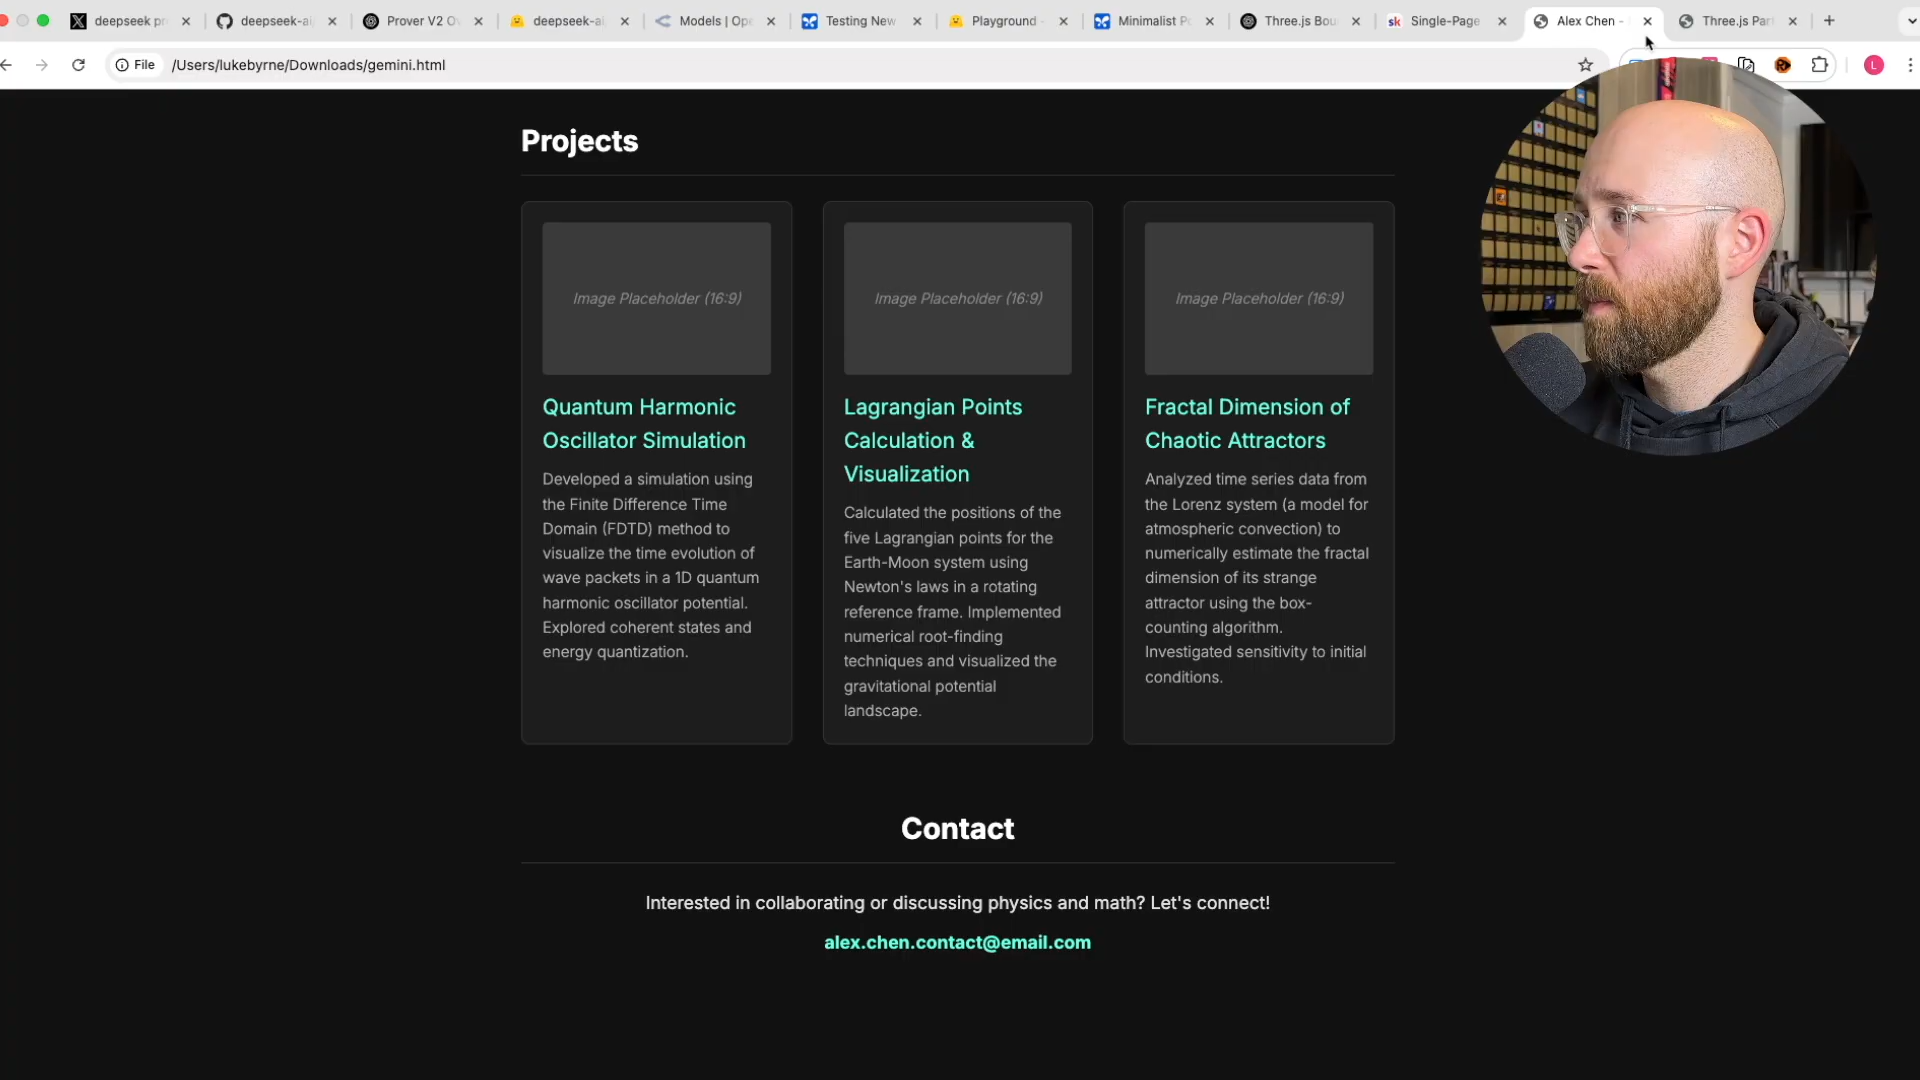 deepseek pr
deepseek-ai
Prover V2 Ov
deepseek-ai
Models | Ope
Testing New
Playground -
Minimalist Po
Three.js Bou
sk Single-Page
Alex Chen -
Three.js Part
File /Users/lukebyrne/Downloads/gemini.html
L
Projects
Image Placeholder (16:9)
Quantum Harmonic
Oscillator Simulation
Developed a simulation using
the Finite Difference Time
Domain (FDTD) method to
visualize the time evolution of
wave packets in a 1D quantum
harmonic oscillator potential.
Explored coherent states and
energy quantization.
Image Placeholder (16:9)
Lagrangian Points
Calculation &
Visualization
Calculated the positions of the
five Lagrangian points for the
Earth-Moon system using
Newton's laws in a rotating
reference frame. Implemented
numerical root-finding
techniques and visualized the
gravitational potential
landscape.
Image Placeholder (16:9)
Fractal Dimension of
Chaotic Attractors
Analyzed time series data from
the Lorenz system (a model for
atmospheric convection) to
numerically estimate the fractal
dimension of its strange
attractor using the box-
counting algorithm.
Investigated sensitivity to initial
conditions.
Contact
Interested in collaborating or discussing physics and math? Let's connect!
alex.chen.contact@email.com